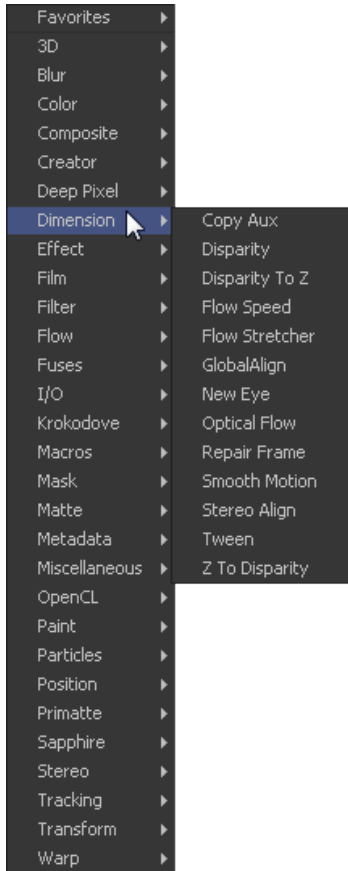 Favorites
3D
Blur
Color
Composite
Creator
Deep Pixel
Dimension
Effect
Film
Filter
Flow
Fuses
I/O
Krokodove
Macros
Mask
Matte
Metadata
Miscellaneous
OpenCL
Paint
Particles
Position
Primatte
Sapphire
Stereo
Tracking
Transform
Warp
Copy Aux
Disparity
Disparity To Z
Flow Speed
Flow Stretcher
GlobalAlign
New Eye
Optical Flow
Repair Frame
Smooth Motion
Stereo Align
Tween
Z To Disparity